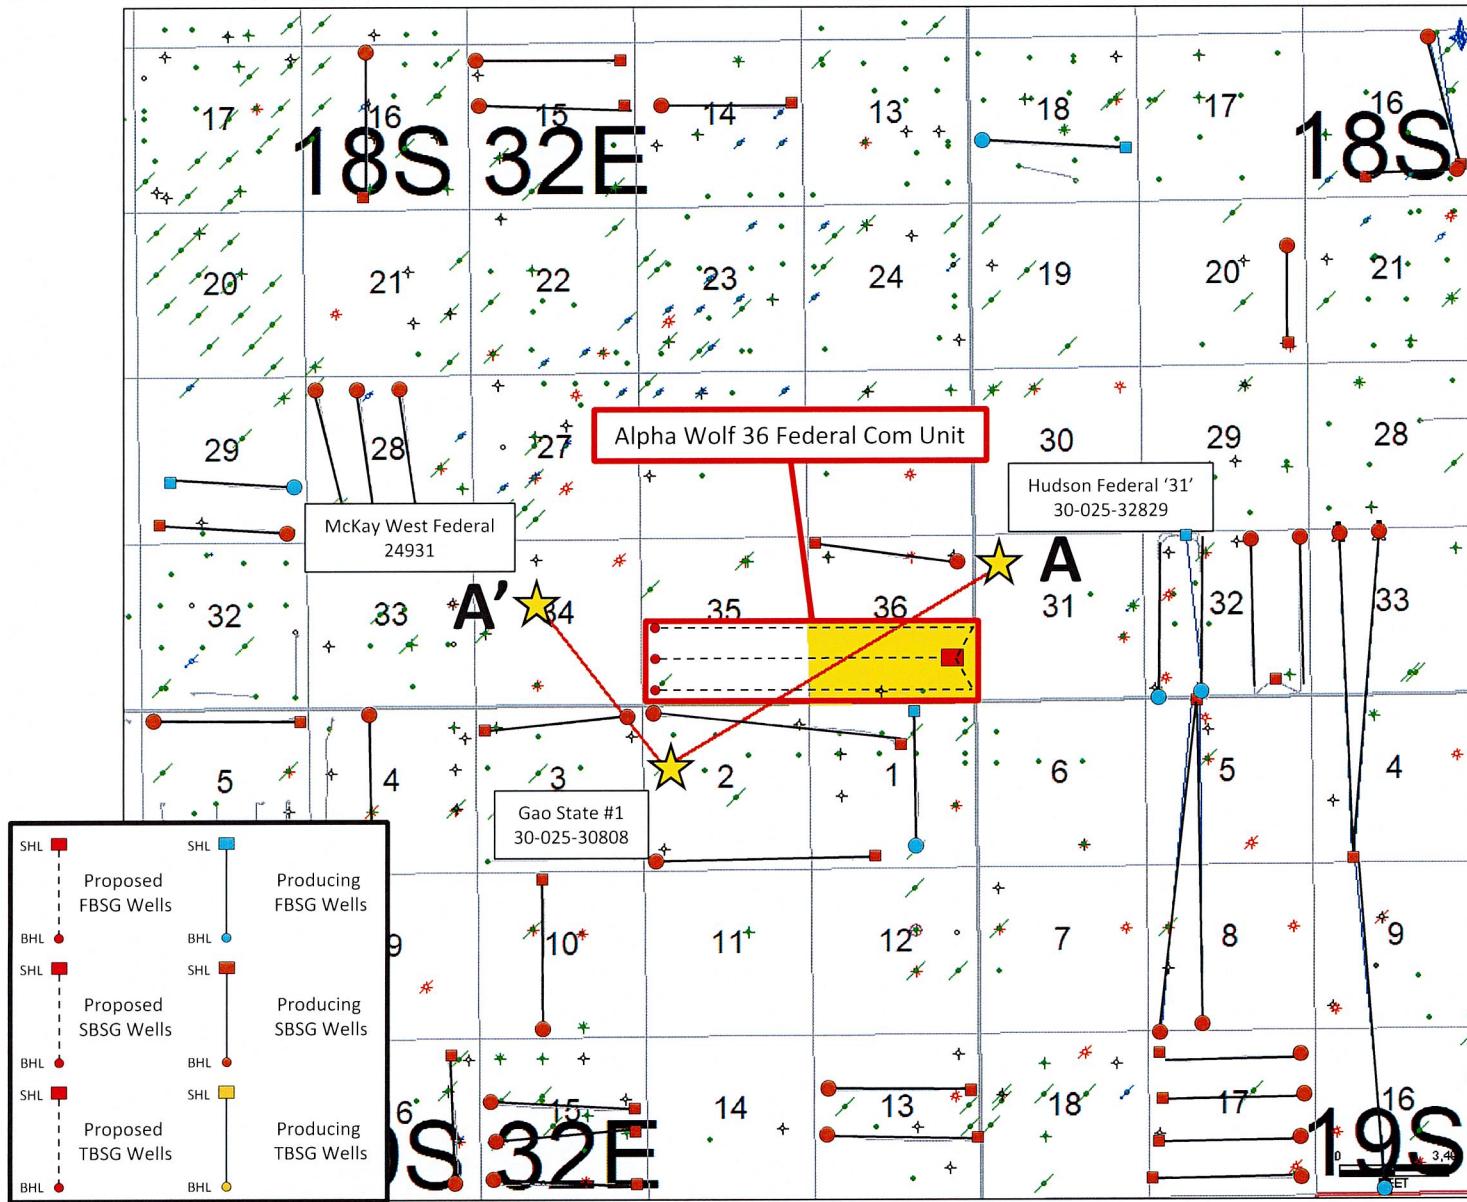 17
16
15
14
13
18
17
16
18S 32E
18S
20
21
22
23
24
19
20
21
29
28
27
Alpha Wolf 36 Federal Com Unit
30
29
28
Hudson Federal '31'
30-025-32829
McKay West Federal
24931
A
A'
32
33
34
35
36
31
32
33
5
4
3
2
1
6
5
4
Gao State #1
30-025-30808
SHL
Proposed
FBSG Wells
BHL
SHL
Producing
FBSG Wells
BHL
SHL
Proposed
SBSG Wells
BHL
SHL
Producing
SBSG Wells
BHL
SHL
Proposed
TBSG Wells
BHL
SHL
Producing
TBSG Wells
BHL
9
10
11
12
7
8
9
6
15
14
13
18
17
16
S 32E
19S
0